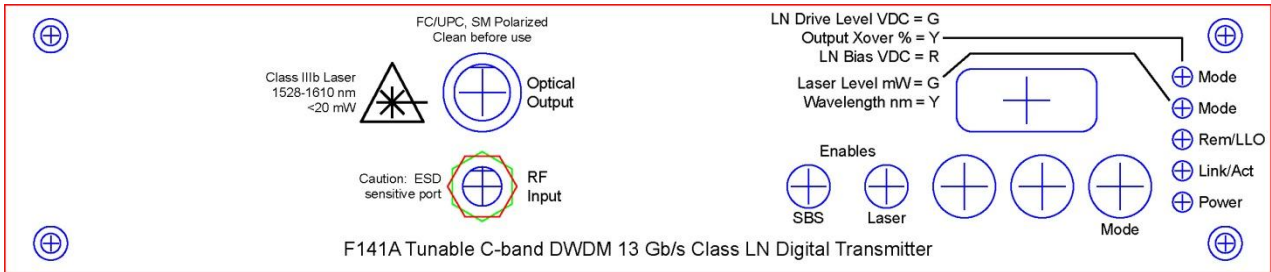 FC/UPC, SM Polarized
Clean before use
Class IIIb Laser
1528-1610 nm
<20 mW
Optical
Output
LN Drive Level VDC = G
Output Xover % = Y
LN Bias VDC = R
Laser Level mW = G
Wavelength nm = Y
Mode
Mode
Rem/LLO
Link/Act
Power
Caution: ESD
sensitive port
RF
Input
Enables
SBS
Laser
Mode
F141A Tunable C-band DWDM 13 Gb/s Class LN Digital Transmitter